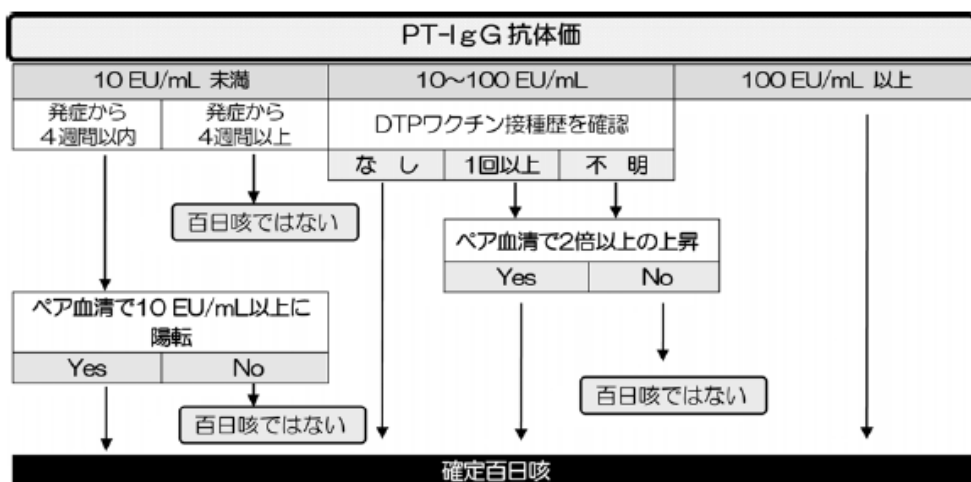 PT-IgG 抗体価
10 EU/mL 未満
10～100 EU/mL
100 EU/mL 以上
発症から
4週間以内
発症から
4週間以上
DTPワクチン接種歴を確認
なし
1回以上
不明
百日咳ではない
ペア血清で2倍以上の上昇
Yes
No
ペア血清で10 EU/mL以上に
陽転
Yes
No
百日咳ではない
百日咳ではない
確定百日咳